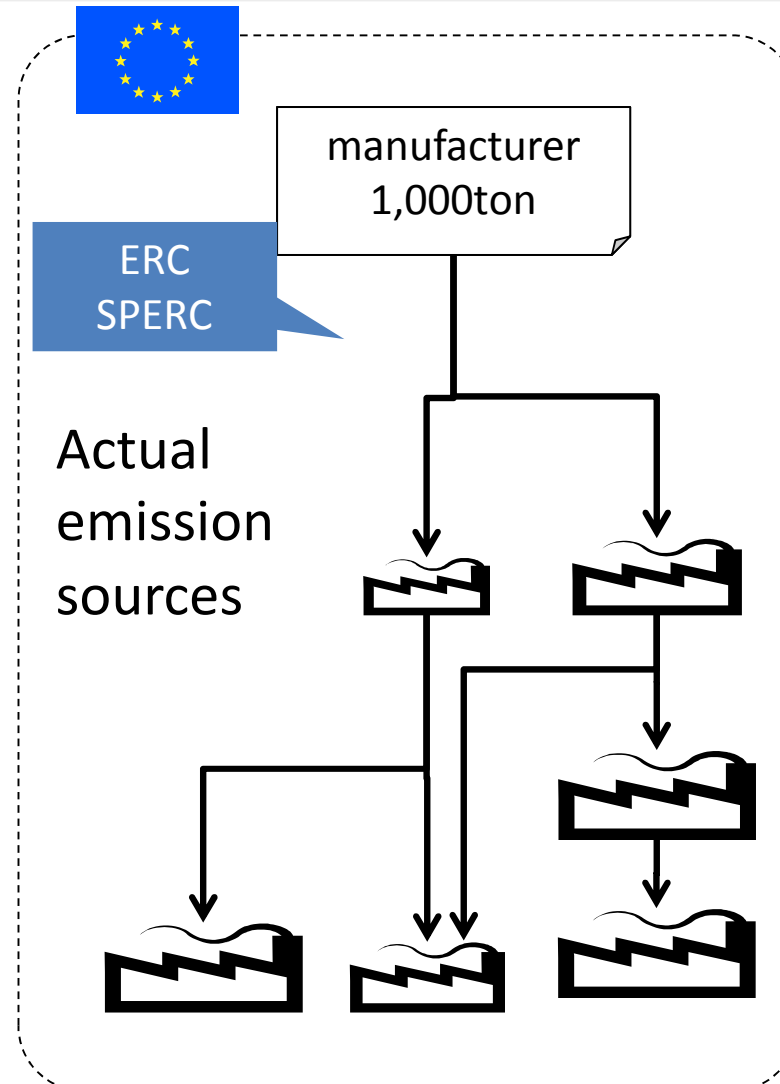 manufacturer
1,000ton
ERC
SPERC
Actual
emission
sources